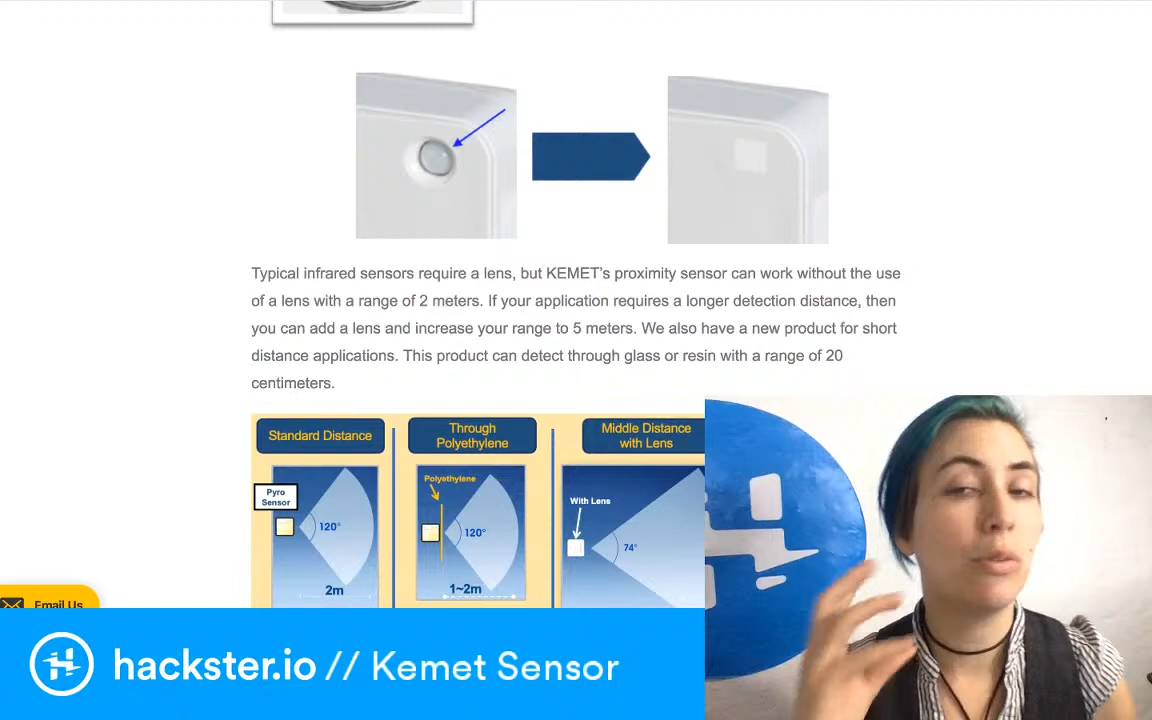 Typical infrared sensors require a lens, but KEMET's proximity sensor can work without the use
of a lens with a range of 2 meters. If your application requires a longer detection distance, then
you can add a lens and increase your range to 5 meters. We also have a new product for short
distance applications. This product can detect through glass or resin with a range of 20
centimeters.
Standard Distance
Through
Polyethylene
Middle Distance
with Lens
Pyro
Sensor
120°
2m
Polyethylene
120°
1~2m
With Lens
74°
Email Us
hackster.io // Kemet Sensor